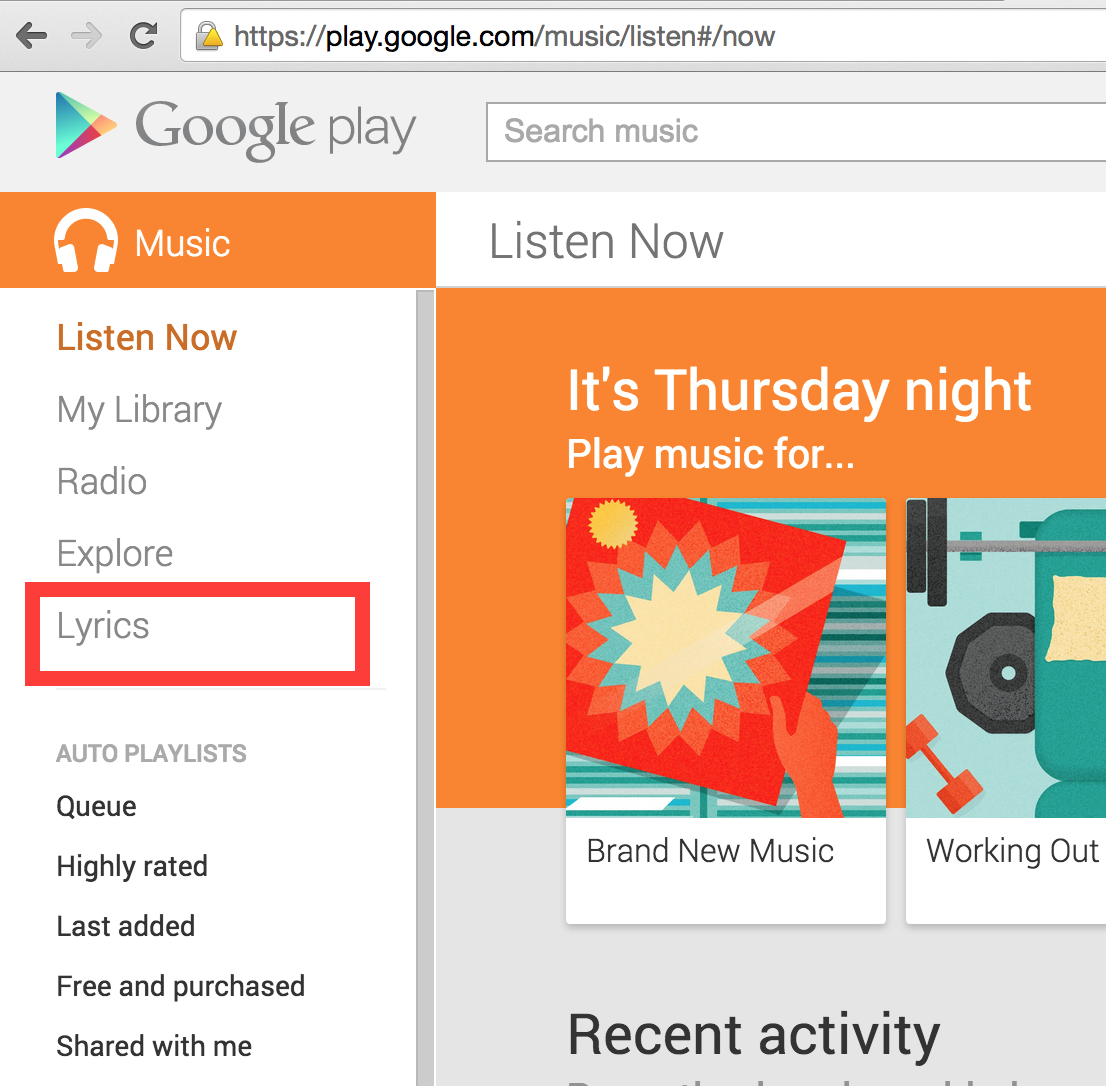 https://play.google.com/music/listen#/now
Google play
Search music
Music
Listen Now
Listen Now
My Library
Radio
Explore
Lyrics
AUTO PLAYLISTS
Queue
Highly rated
Last added
Free and purchased
Shared with me
It's Thursday night
Play music for...
Brand New Music
Working Out
Recent activity